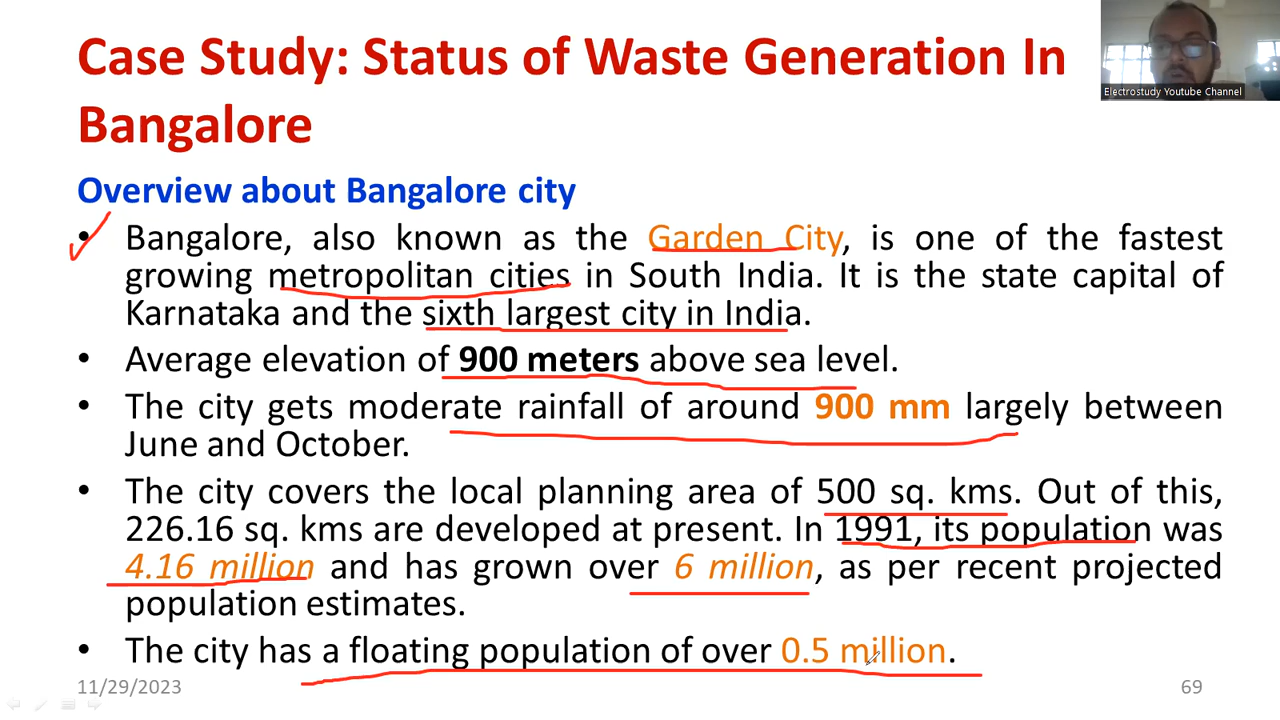 Case Study: Status of Waste Generation In
Bangalore
Electrostudy Youtube Channel
Overview about Bangalore city
• Bangalore, also known as the Garden City, is one of the fastest
growing metropolitan cities in South India. It is the state capital of
Karnataka and the sixth largest city in India.
• Average elevation of 900 meters above sea level.
• The city gets moderate rainfall of around 900 mm largely between
June and October.
• The city covers the local planning area of 500 sq. kms. Out of this,
226.16 sq. kms are developed at present. In 1991, its population was
4.16 million and has grown over 6 million, as per recent projected
population estimates.
• The city has a floating population of over 0.5 million.
11/29/2023
69